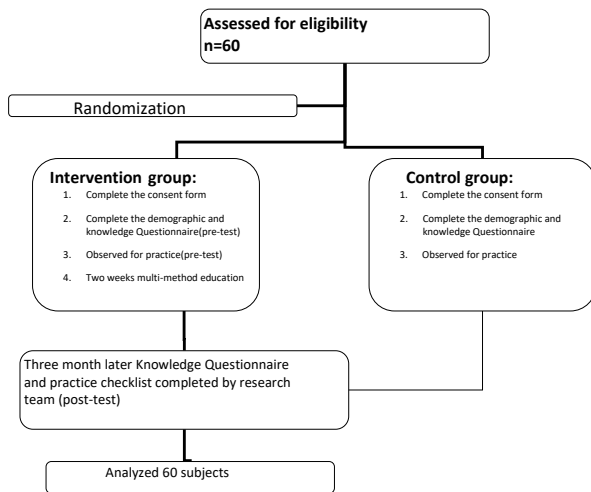 Assessed for eligibility
n=60
Randomization
Intervention group:
1. Complete the consent form
2. Complete the demographic and
knowledge Questionnaire(pre-test)
3. Observed for practice(pre-test)
4. Two weeks multi-method education
Control group:
1. Complete the consent form
2. Complete the demographic and
knowledge Questionnaire
3. Observed for practice
Three month later Knowledge Questionnaire
and practice checklist completed by research
team (post-test)
Analyzed 60 subjects